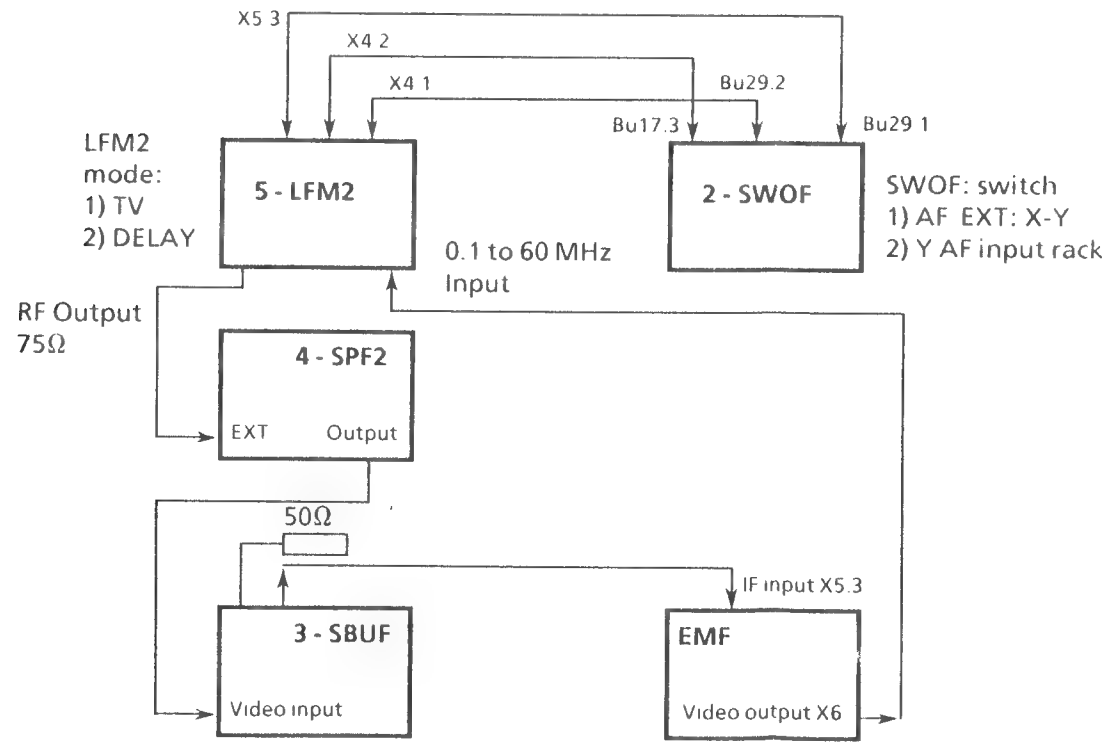 X5 3
X4 2
X4 1
Bu29.2
Bu17.3
Bu29 1
LFM2
mode:
1) TV
2) DELAY
5 - LFM2
2 - SWOF
SWOF: switch
1) AF EXT: X-Y
2) Y AF input rack
0.1 to 60 MHz
Input
RF Output
75Ω
4 - SPF2
EXT
Output
50Ω
IF input X5.3
3 - SBUF
EMF
Video input
Video output X6